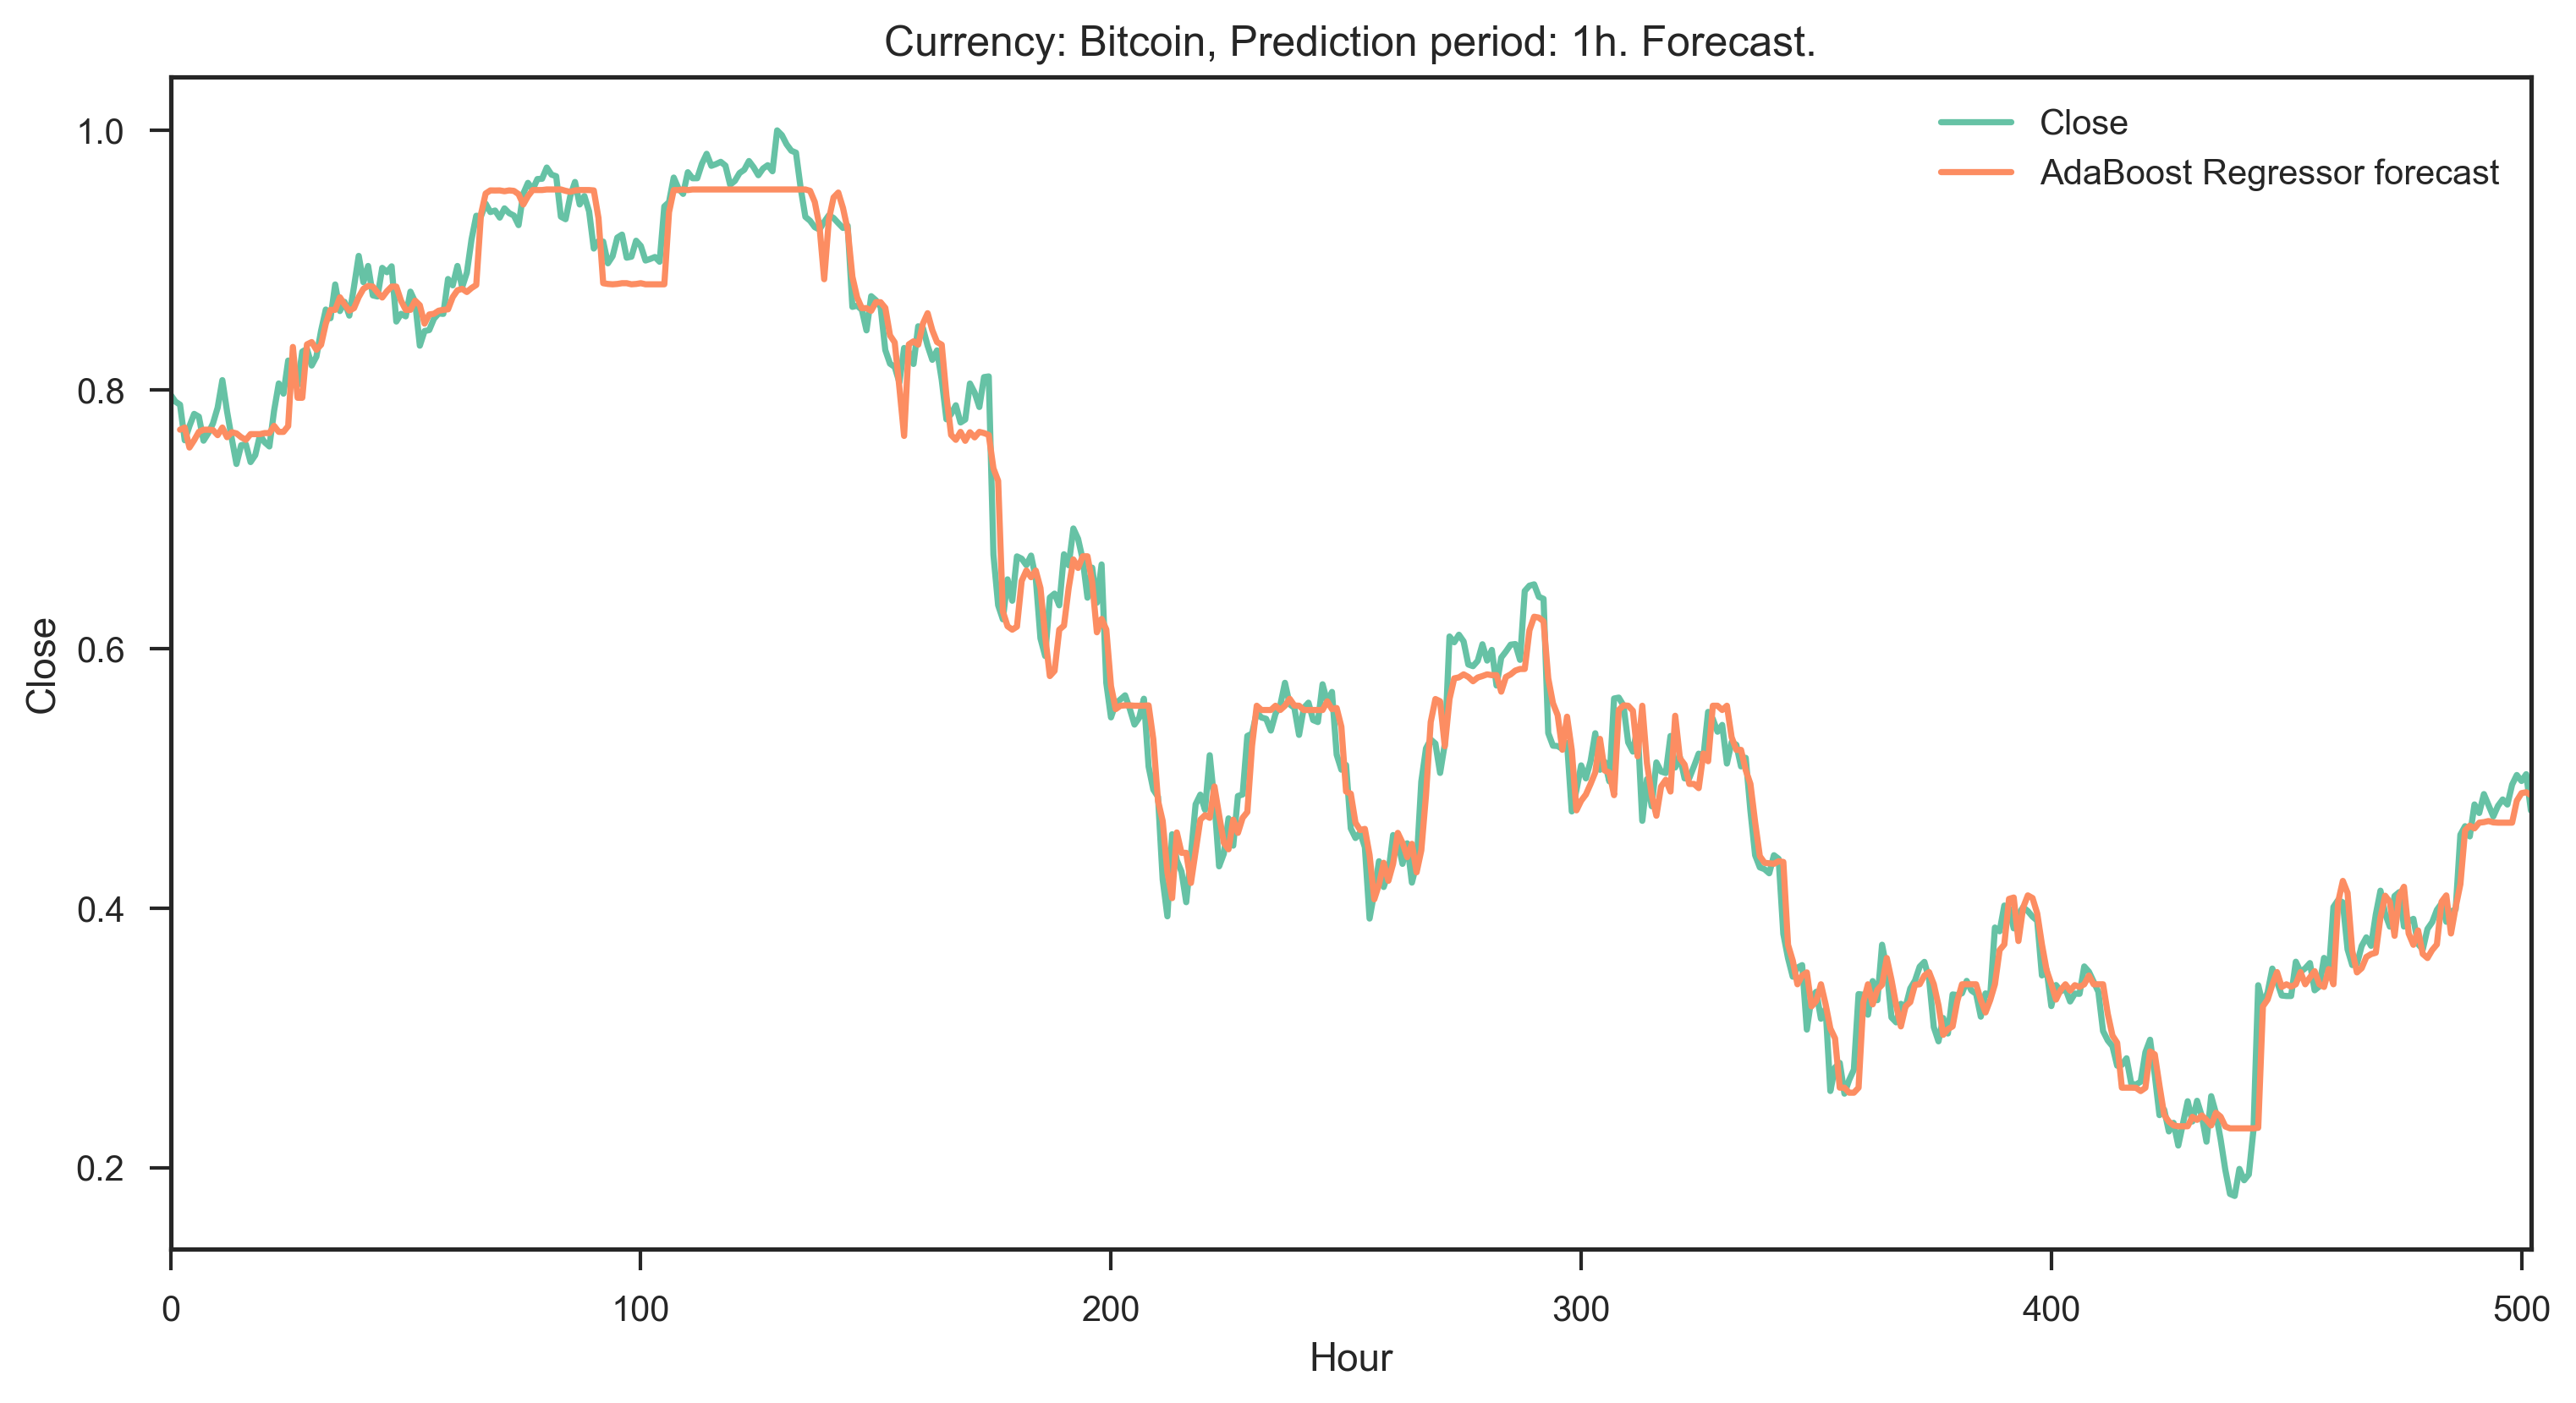 Currency: Bitcoin, Prediction period: 1h. Forecast.
Close
AdaBoost Regressor forecast
1.0
0.8
0.6
0.4
0.2
Close
0 100 200 300 400 500
Hour